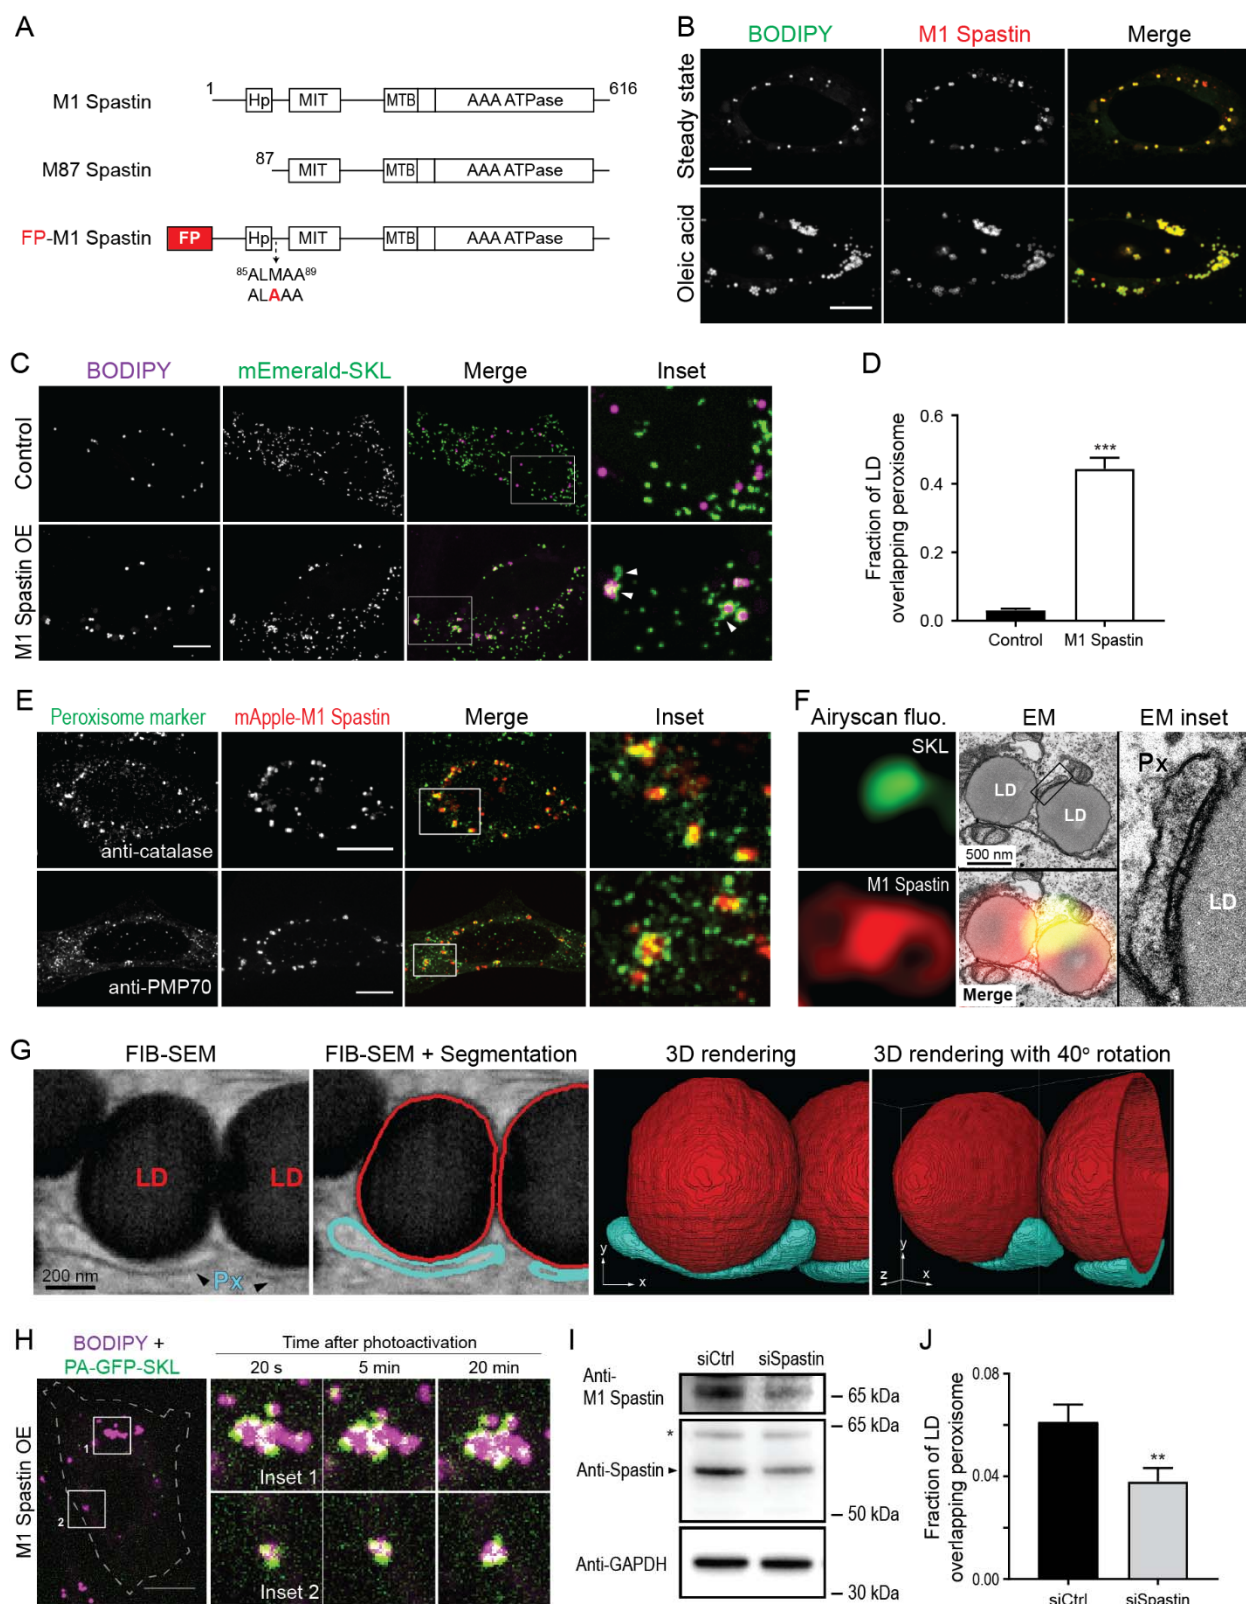 A
M1 Spastin
1
Hp
MIT
MTB
AAA ATPase
616
M87 Spastin
87
MIT
MTB
AAA ATPase
FP-M1 Spastin
FP
Hp
MIT
MTB
AAA ATPase
85ALMAA89
ALAAA
B
BODIPY
M1 Spastin
Merge
Steady state
Oleic acid
C
BODIPY
mEmerald-SKL
Merge
Inset
Control
M1 Spastin OE
D
Fraction of LD
overlapping peroxisome
0.6
0.4
0.2
0.0
***
Control
M1 Spastin
E
Peroxisome marker
mApple-M1 Spastin
Merge
Inset
anti-catalase
anti-PMP70
F
Airyscan fluo.
EM
EM inset
SKL
LD
LD
500 nm
Px
LD
M1 Spastin
Merge
G
FIB-SEM
FIB-SEM + Segmentation
3D rendering
3D rendering with 40o rotation
LD
LD
Px
200 nm
y
x
y
z
x
H
BODIPY +
PA-GFP-SKL
Time after photoactivation
20 s
5 min
20 min
M1 Spastin OE
1
2
Inset 1
Inset 2
I
siCtrl
siSpastin
Anti-
M1 Spastin
65 kDa
65 kDa
*
Anti-Spastin
50 kDa
Anti-GAPDH
30 kDa
J
Fraction of LD
overlapping peroxisome
0.08
0.04
0.00
**
siCtrl
siSpastin